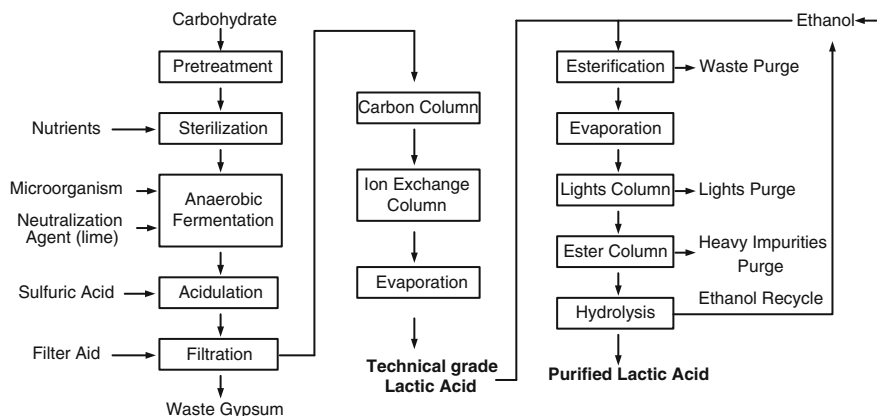 Carbohydrate
Pretreatment
Nutrients
Sterilization
Microorganism
Neutralization
Agent (lime)
Anaerobic
Fermentation
Sulfuric Acid
Acidulation
Filter Aid
Filtration
Waste Gypsum
Carbon Column
Ion Exchange
Column
Evaporation
Technical grade
Lactic Acid
Ethanol
Esterification
Waste Purge
Evaporation
Lights Column
Lights Purge
Ester Column
Heavy Impurities
Purge
Ethanol Recycle
Hydrolysis
Purified Lactic Acid